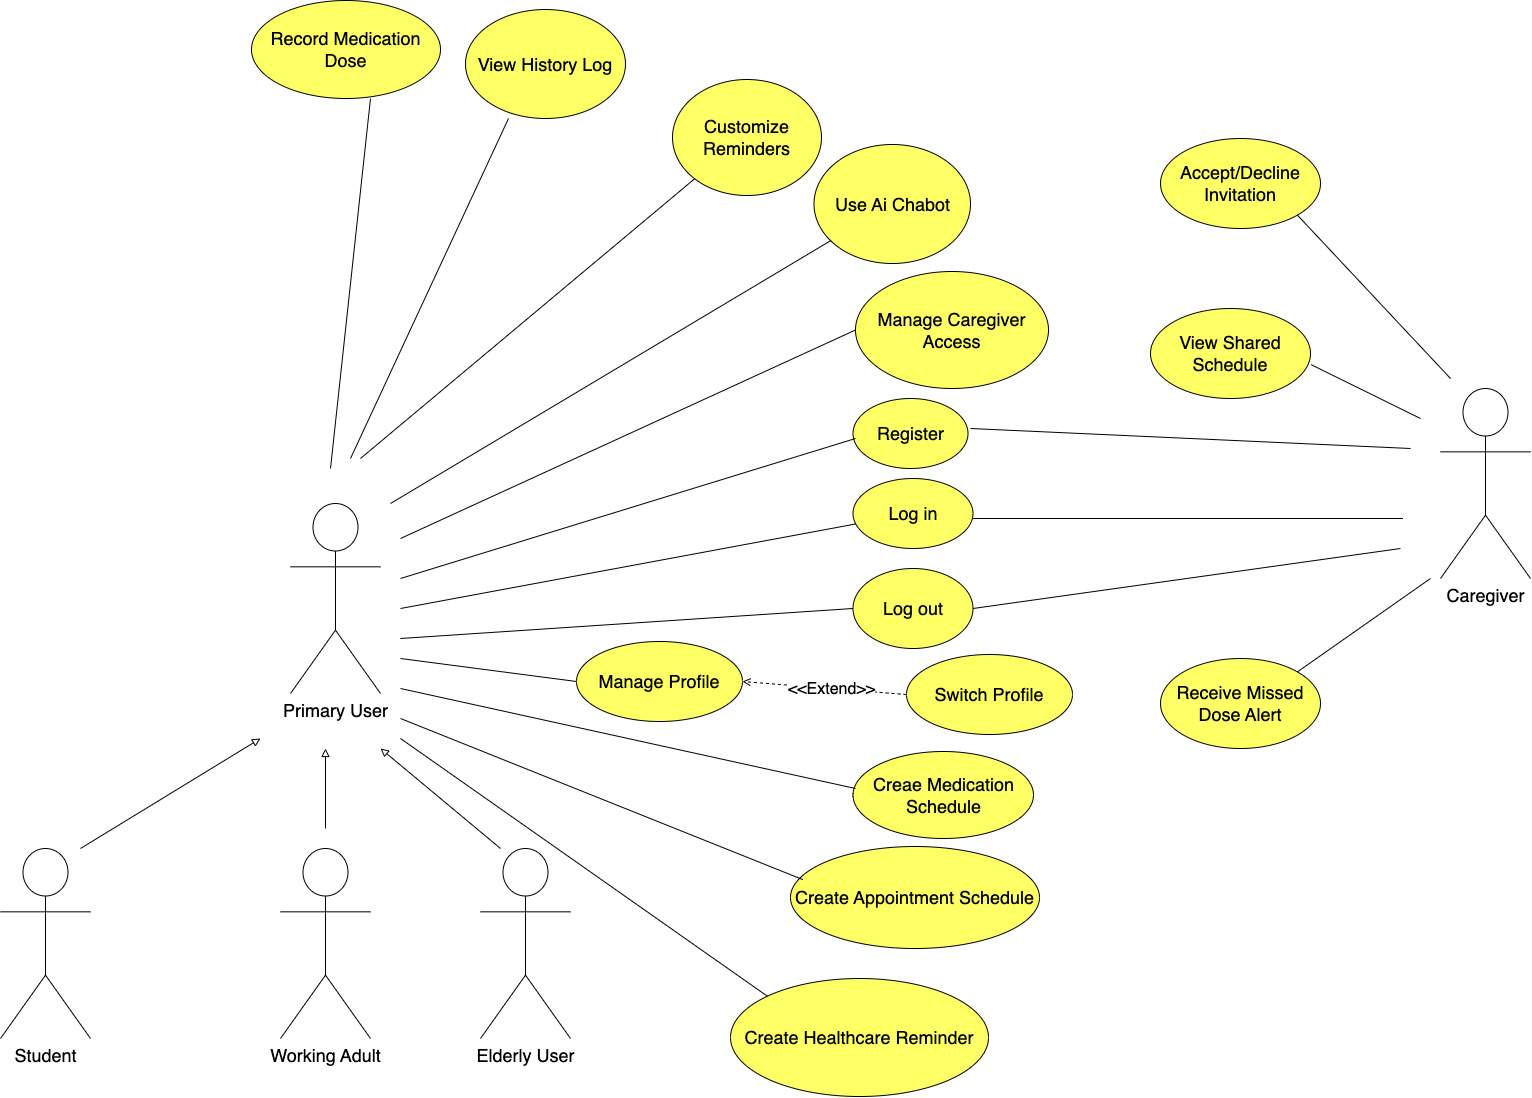 Record Medication
Dose
View History Log
Customize
Reminders
Use Ai Chabot
Accept/Decline
Invitation
Manage Caregiver
Access
View Shared
Schedule
Register
Log in
Log out
Caregiver
Manage Profile
<<Extend>>
Switch Profile
Receive Missed
Dose Alert
Primary User
Creae Medication
Schedule
Create Appointment Schedule
Create Healthcare Reminder
Student
Working Adult
Elderly User